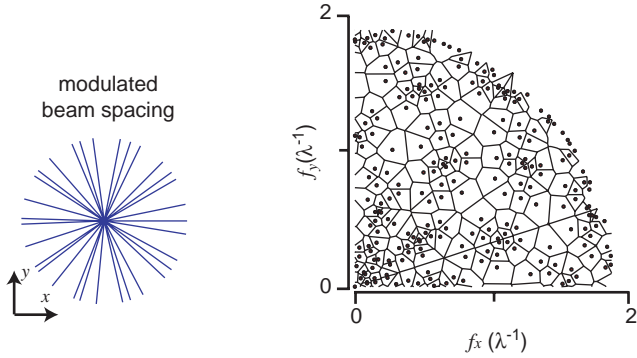 modulated
beam spacing
y
x
2
1
0
fy(λ⁻¹)
0
1
2
fx (λ⁻¹)